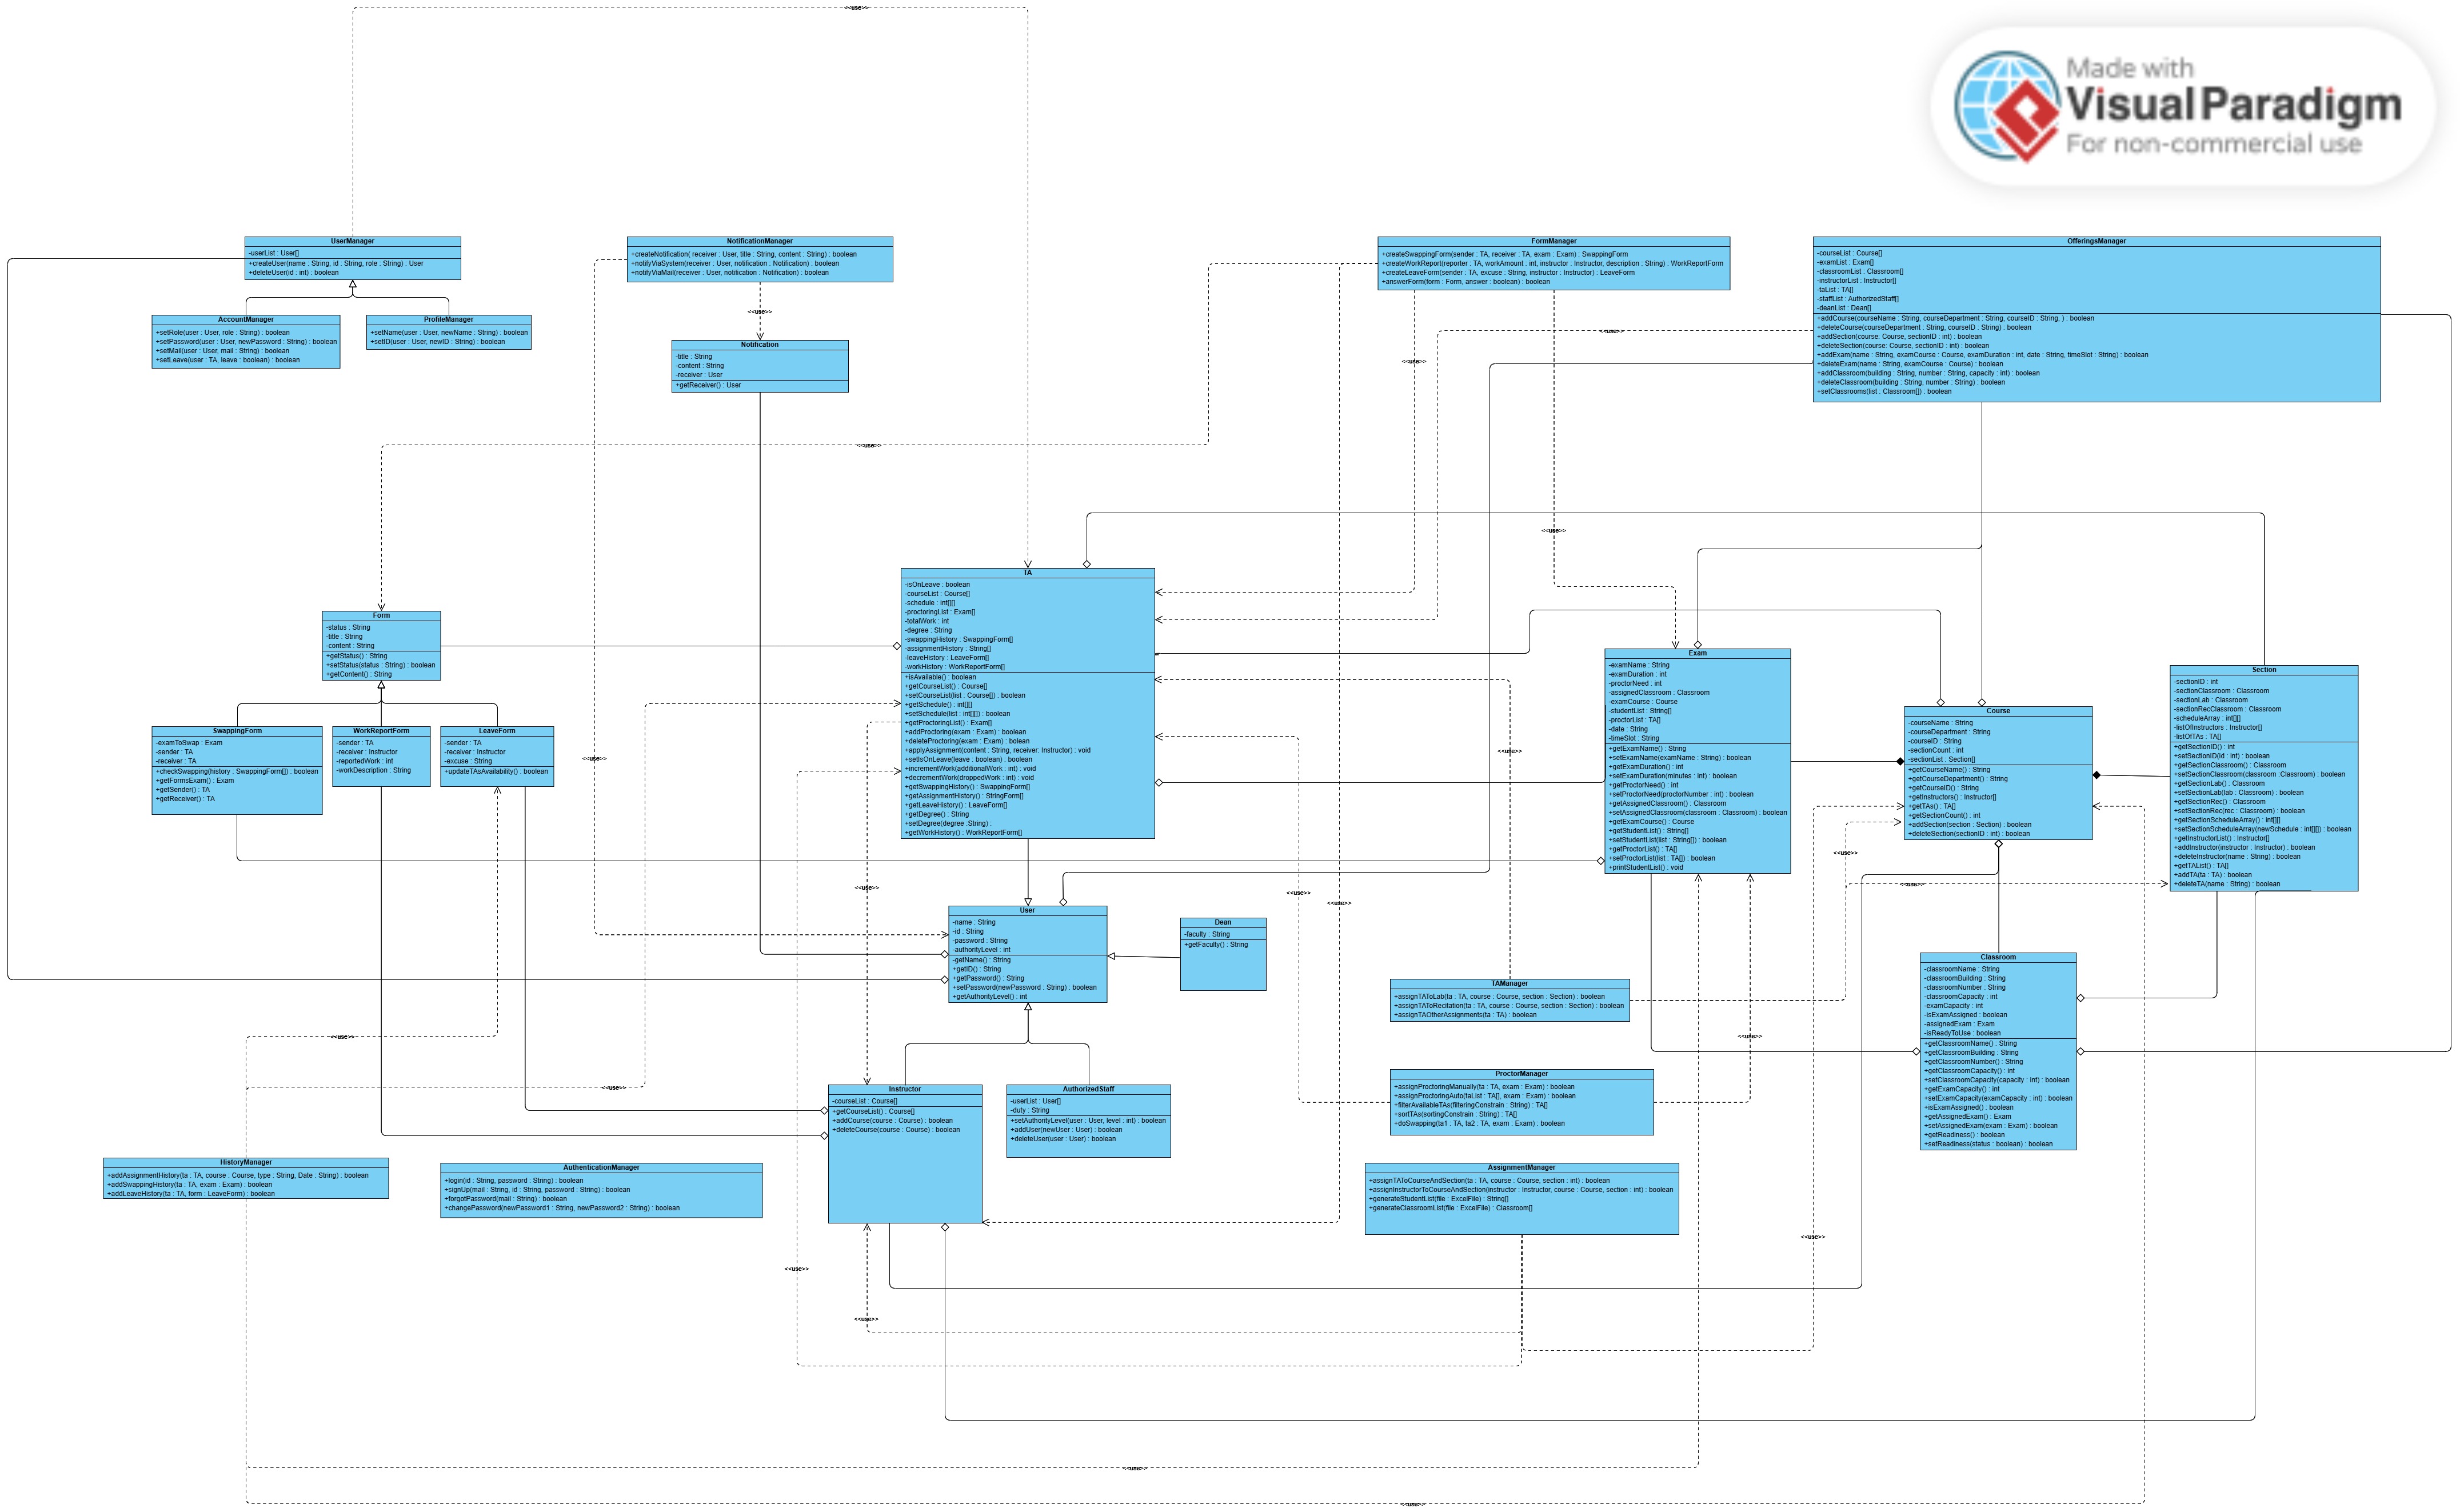 <<use>>
Made with
Visual Paradigm
For non-commercial use
UserManager
-userList : User[]
+createUser(name : String, id : String, role : String) : User
+deleteUser(id : int) : boolean
NotificationManager
+createNotification( receiver : User, title : String, content : String) : boolean
+notifyViaSystem(receiver : User, notification : Notification) : boolean
+notifyViaMail(receiver : User, notification : Notification) : boolean
FormManager
+createSwappingForm(sender : TA, receiver : TA, exam : Exam) : SwappingForm
+createWorkReport(reporter : TA, workAmount : int, instructor : Instructor, description : String) : WorkReportForm
+createLeaveForm(sender : TA, excuse : String, instructor : Instructor) : LeaveForm
+answerForm(form : Form, answer : boolean) : boolean
OfferingsManager
-courseList : Course[]
-examList : Exam[]
-classroomList : Classroom[]
-instructorList : Instructor[]
-taList : TA[]
-staffList : AuthorizedStaff[]
-deanList : Dean[]
+addCourse(courseName : String, courseDepartment : String, courseID : String, ) : boolean
+deleteCourse(courseDepartment : String, courseID : String) : boolean
+addSection(course: Course, sectionID : int) : boolean
+deleteSection(course: Course, sectionID : int) : boolean
+addExam(name : String, examCourse : Course, examDuration : int, date : String, timeSlot : String) : boolean
+deleteExam(name : String, examCourse : Course) : boolean
+addClassroom(building : String, number : String, capacity : int) : boolean
+deleteClassroom(building : String, number : String) : boolean
+setClassrooms(list : Classroom[]) : boolean
AccountManager
+setRole(user : User, role : String) : boolean
+setPassword(user : User, newPassword : String) : boolean
+setMail(user : User, mail : String) : boolean
+setLeave(user : TA, leave : boolean) : boolean
ProfileManager
+setName(user : User, newName : String) : boolean
+setID(user : User, newID : String) : boolean
<<use>>
Notification
-title : String
-content : String
-receiver : User
+getReceiver() : User
<<use>>
<<use>>
<<use>>
<<use>>
TA
-isOnLeave : boolean
-courseList : Course[]
-schedule : int[][]
-proctoringList : Exam[]
-totalWork : int
-degree : String
-swappingHistory : SwappingForm[]
-assignmentHistory : String[]
-leaveHistory : LeaveForm[]
-workHistory : WorkReportForm[]
+isAvailable() : boolean
+getCourseList() : Course[]
+setCourseList(list : Course[]) : boolean
+getSchedule() : int[][]
+setSchedule(list : int[][]) : boolean
+getProctoringList() : Exam[]
+addProctoring(exam : Exam) : boolean
+deleteProctoring(exam : Exam) : bolean
+applyAssignment(content : String, receiver: Instructor) : void
+setIsOnLeave(leave : boolean) : boolean
+incrementWork(additionalWork : int) : void
+decrementWork(droppedWork : int) : void
+getSwappingHistory() : SwappingForm[]
+getAssignmentHistory() : StringForm[]
+getLeaveHistory() : LeaveForm[]
+getDegree() : String
+setDegree(degree :String) :
+getWorkHistory() : WorkReportForm[]
Form
-status : String
-title : String
-content : String
+getStatus() : String
+setStatus(status : String) : boolean
+getContent() : String
SwappingForm
-examToSwap : Exam
-sender : TA
-receiver : TA
+checkSwapping(history : SwappingForm[]) : boolean
+getFormsExam() : Exam
+getSender() : TA
+getReceiver() : TA
WorkReportForm
-sender : TA
-receiver : Instructor
-reportedWork : int
-workDescription : String
LeaveForm
-sender : TA
-receiver : Instructor
-excuse : String
+updateTAsAvailability() : boolean
<<use>>
<<use>>
Exam
-examName : String
-examDuration : int
-proctorNeed : int
-assignedClassroom : Classroom
-examCourse : Course
-studentList : String[]
-proctorList : TA[]
-date : String
-timeSlot : String
+getExamName() : String
+setExamName(examName : String) : boolean
+getExamDuration() : int
+setExamDuration(minutes : int) : boolean
+getProctorNeed() : int
+setProctorNeed(proctorNumber : int) : boolean
+getAssignedClassroom() : Classroom
+setAssignedClassroom(classroom : Classroom) : boolean
+getExamCourse() : Course
+getStudentList() : String[]
+setStudentList(list : String[]) : boolean
+getProctorList() : TA[]
+setProctorList(list : TA[]) : boolean
+printStudentList() : void
Course
-courseName : String
-courseDepartment : String
-courseID : String
-sectionCount : int
-sectionList : Section[]
+getCourseName() : String
+getCourseDepartment() : String
+getCourseID() : String
+getInstructors() : Instructor[]
+getTAs() : TA[]
+getSectionCount() : int
+addSection(section : Section) : boolean
+deleteSection(sectionID : int) : boolean
Section
-sectionID : int
-sectionClassroom : Classroom
-sectionLab : Classroom
-sectionRecClassroom : Classroom
-scheduleArray : int[][]
-listOfInstructors : Instructor[]
-listOfTAs : TA[]
+getSectionID() : int
+setSectionID(id : int) : boolean
+getSectionClassroom() : Classroom
+setSectionClassroom(classroom :Classroom) : boolean
+getSectionLab() : Classroom
+setSectionLab(lab : Classroom) : boolean
+getSectionRec() : Classroom
+setSectionRec(rec : Classroom) : boolean
+getSectionScheduleArray() : int[][]
+setSectionScheduleArray(newSchedule : int[][]) : boolean
+getInstructorList() : Instructor[]
+addInstructor(instructor : Instructor) : boolean
+deleteInstructor(name : String) : boolean
+getTAList() : TA[]
+addTA(ta : TA) : boolean
+deleteTA(name : String) : boolean
<<use>>
<<use>>
<<use>>
<<use>>
<<use>>
User
-name : String
-id : String
-password : String
-authorityLevel : int
-getName() : String
+getID() : String
+getPassword() : String
+setPassword(newPassword : String) : boolean
+getAuthorityLevel() : int
Dean
-faculty : String
+getFaculty() : String
TAManager
+assignTAToLab(ta : TA, course : Course, section : Section) : boolean
+assignTAToRecitation(ta : TA, course : Course, section : Section) : boolean
+assignTAOtherAssignments(ta : TA) : boolean
Classroom
-classroomName : String
-classroomBuilding : String
-classroomNumber : String
-classroomCapacity : int
-examCapacity : int
-isExamAssigned : boolean
-assignedExam : Exam
-isReadyToUse : boolean
+getClassroomName() : String
+getClassroomBuilding : String
+getClassroomNumber() : String
+getClassroomCapacity() : int
+setClassroomCapacity(capacity : int) : boolean
+getExamCapacity() : int
+setExamCapacity(examCapacity : int) : boolean
+isExamAssigned() : boolean
+getAssignedExam() : Exam
+setAssignedExam(exam : Exam) : boolean
+getReadiness() : boolean
+setReadiness(status : boolean) : boolean
<<use>>
<<use>>
<<use>>
ProctorManager
+assignProctoringManually(ta : TA, exam : Exam) : boolean
+assignProctoringAuto(taList : TA[], exam : Exam) : boolean
+filterAvailableTAs(filteringConstrain : String) : TA[]
+sortTAs(sortingConstrain : String) : TA[]
+doSwapping(ta1 : TA, ta2 : TA, exam : Exam) : boolean
Instructor
-courseList : Course[]
+getCourseList() : Course[]
+addCourse(course : Course) : boolean
+deleteCourse(course : Course) : boolean
AuthorizedStaff
-userList : User[]
-duty : String
+setAuthorityLevel(user : User, level : int) : boolean
+addUser(newUser : User) : boolean
+deleteUser(user : User) : boolean
HistoryManager
+addAssignmentHistory(ta : TA, course : Course, type : String, Date : String) : boolean
+addSwappingHistory(ta : TA, exam : Exam) : boolean
+addLeaveHistory(ta : TA, form : LeaveForm) : boolean
AuthenticationManager
+login(id : String, password : String) : boolean
+signUp(mail : String, id : String, password : String) : boolean
+forgotPassword(mail : String) : boolean
+changePassword(newPassword1 : String, newPassword2 : String) : boolean
AssignmentManager
+assignTAToCourseAndSection(ta : TA, course : Course, section : int) : boolean
+assignInstructorToCourseAndSection(instructor : Instructor, course : Course, section : int) : boolean
+generateStudentList(file : ExcelFile) : String[]
+generateClassroomList(file : ExcelFile) : Classroom[]
<<use>>
<<use>>
<<use>>
<<use>>
<<use>>